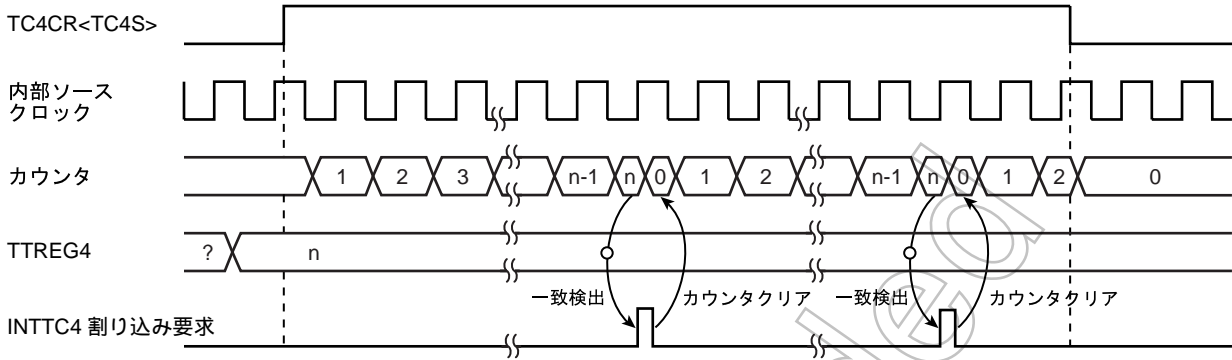 TC4CR<TC4S>
内部ソース
クロック
カウンタ
1 2 3 n-1 n 0 1 2 n-1 n 0 1 2 0
TTREG4
? n
一致検出 カウンタクリア 一致検出 カウンタクリア
INTTC4 割り込み要求